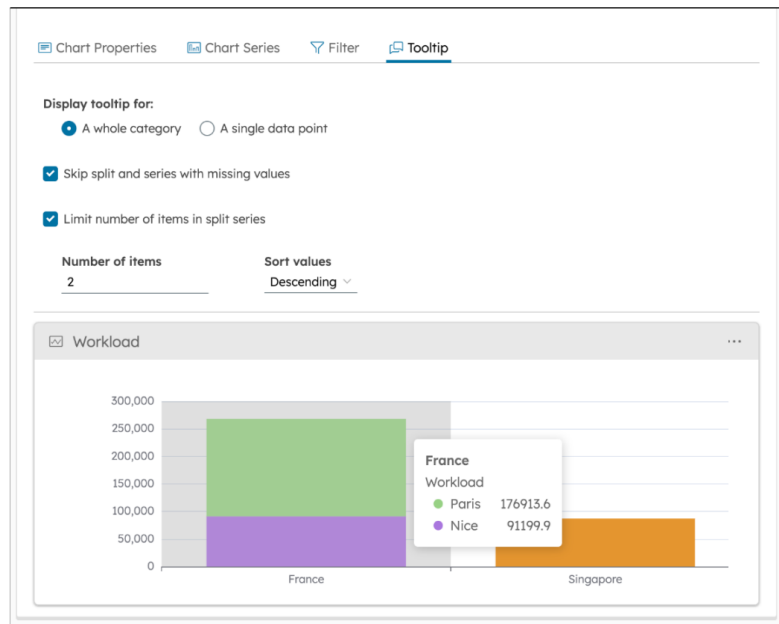 Chart Properties Chart Series Filter Tooltip
Display tooltip for:
A whole category A single data point
Skip split and series with missing values
Limit number of items in split series
Number of items Sort values
2 Descending
Workload
300,000
250,000
200,000
150,000
100,000
50,000
0
France
Workload
Paris 176913.6
Nice 91199.9
France Singapore